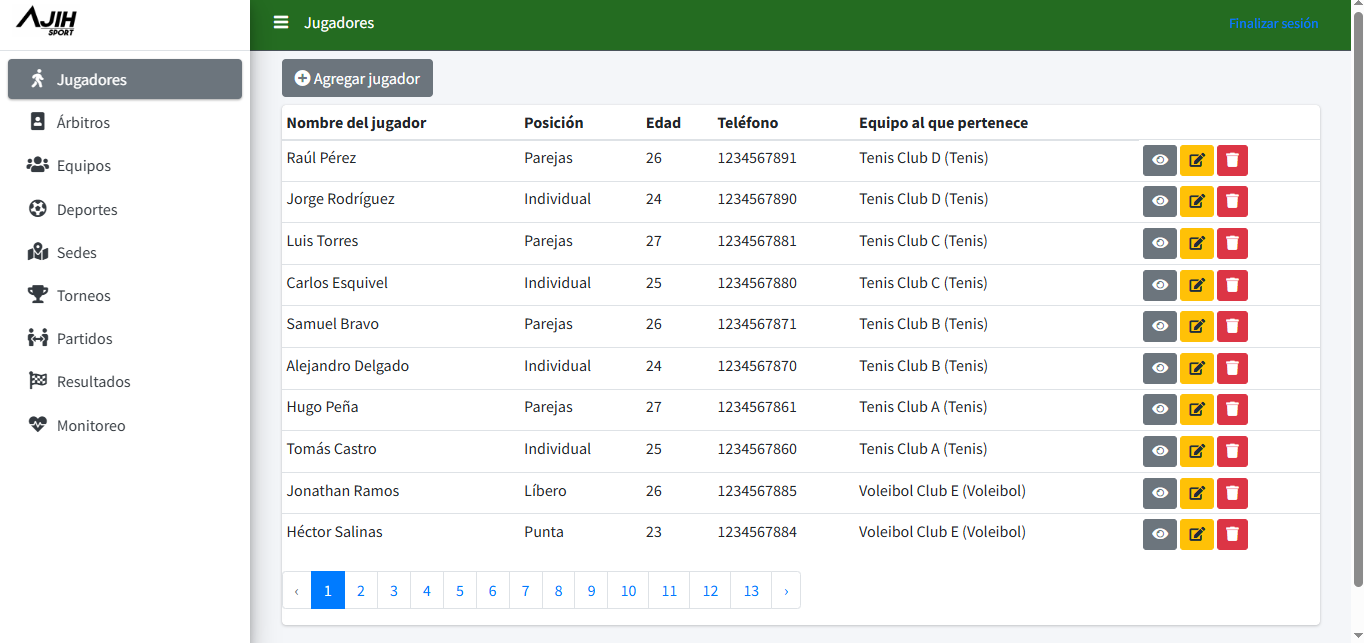 AJIH
SPORT
Jugadores
Finalizar sesión
Jugadores
Árbitros
Equipos
Deportes
Sedes
Torneos
Partidos
Resultados
Monitoreo
Agregar jugador
Nombre del jugador Posición Edad Teléfono Equipo al que pertenece
Raúl Pérez Parejas 26 1234567891 Tenis Club D (Tenis)
Jorge Rodríguez Individual 24 1234567890 Tenis Club D (Tenis)
Luis Torres Parejas 27 1234567881 Tenis Club C (Tenis)
Carlos Esquivel Individual 25 1234567880 Tenis Club C (Tenis)
Samuel Bravo Parejas 26 1234567871 Tenis Club B (Tenis)
Alejandro Delgado Individual 24 1234567870 Tenis Club B (Tenis)
Hugo Peña Parejas 27 1234567861 Tenis Club A (Tenis)
Tomás Castro Individual 25 1234567860 Tenis Club A (Tenis)
Jonathan Ramos Líbero 26 1234567885 Voleibol Club E (Voleibol)
Héctor Salinas Punta 23 1234567884 Voleibol Club E (Voleibol)
‹ 1 2 3 4 5 6 7 8 9 10 11 12 13 ›